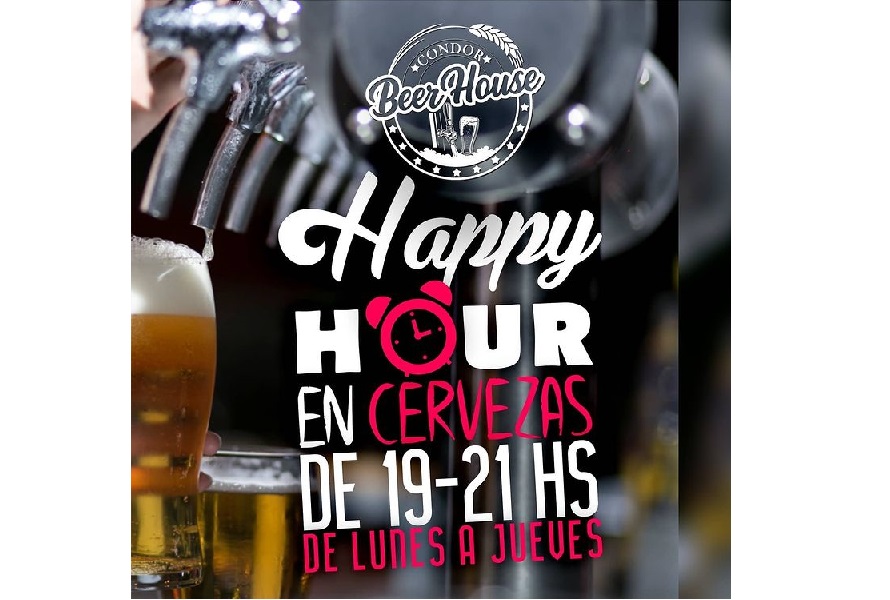 CONDOR
Beer House
Happy
HOUR
EN CERVEZAS
DE 19-21 HS
DE LUNES A JUEVES